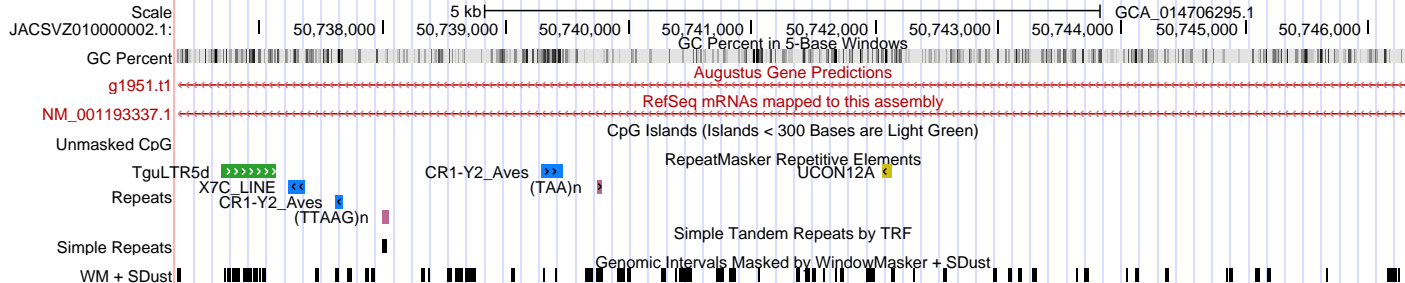 Scale 5 kb GCA_014706295.1
JACSVZ010000002.1: 50,738,000 50,739,000 50,740,000 50,741,000 50,742,000 50,743,000 50,744,000 50,745,000 50,746,000
GC Percent in 5-Base Windows
GC Percent
Augustus Gene Predictions
g1951.t1
RefSeq mRNAs mapped to this assembly
NM_001193337.1
CpG Islands (Islands < 300 Bases are Light Green)
Unmasked CpG
RepeatMasker Repetitive Elements
TguLTR5d CR1-Y2_Aves UCON12A
X7C_LINE (TAA)n
Repeats CR1-Y2_Aves
(TTAAG)n
Simple Tandem Repeats by TRF
Simple Repeats
Genomic Intervals Masked by WindowMasker + SDust
WM + SDust